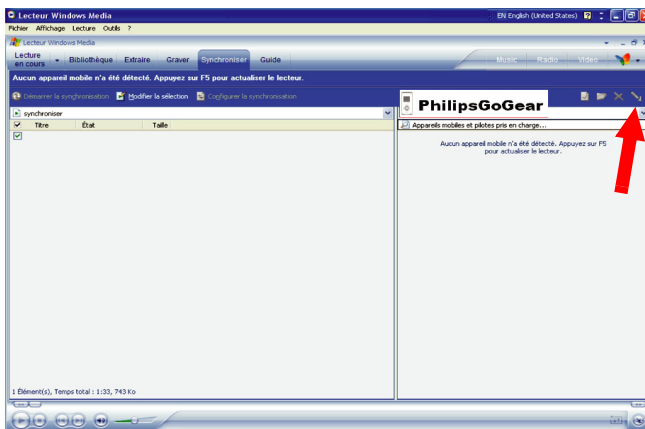 Lecteur Windows Media
EN English (United States)
Fichier Affichage Lecture Outils ?
Lecteur Windows Media
Lecture en cours
Bibliothèque Extraire Graver Synchroniser Guide
Music Radio Video
Aucun appareil mobile n'a été détecté. Appuyez sur F5 pour actualiser le lecteur.
Démarrer la synchronisation Modifier la sélection Configurer la synchronisation
PhilipsGoGear
synchroniser
Titre État Taille
Appareils mobiles et pilotes pris en charge...
Aucun appareil mobile n'a été détecté. Appuyez sur F5
pour actualiser le lecteur.
1 Élément(s), Temps total : 1:33, 743 Ko